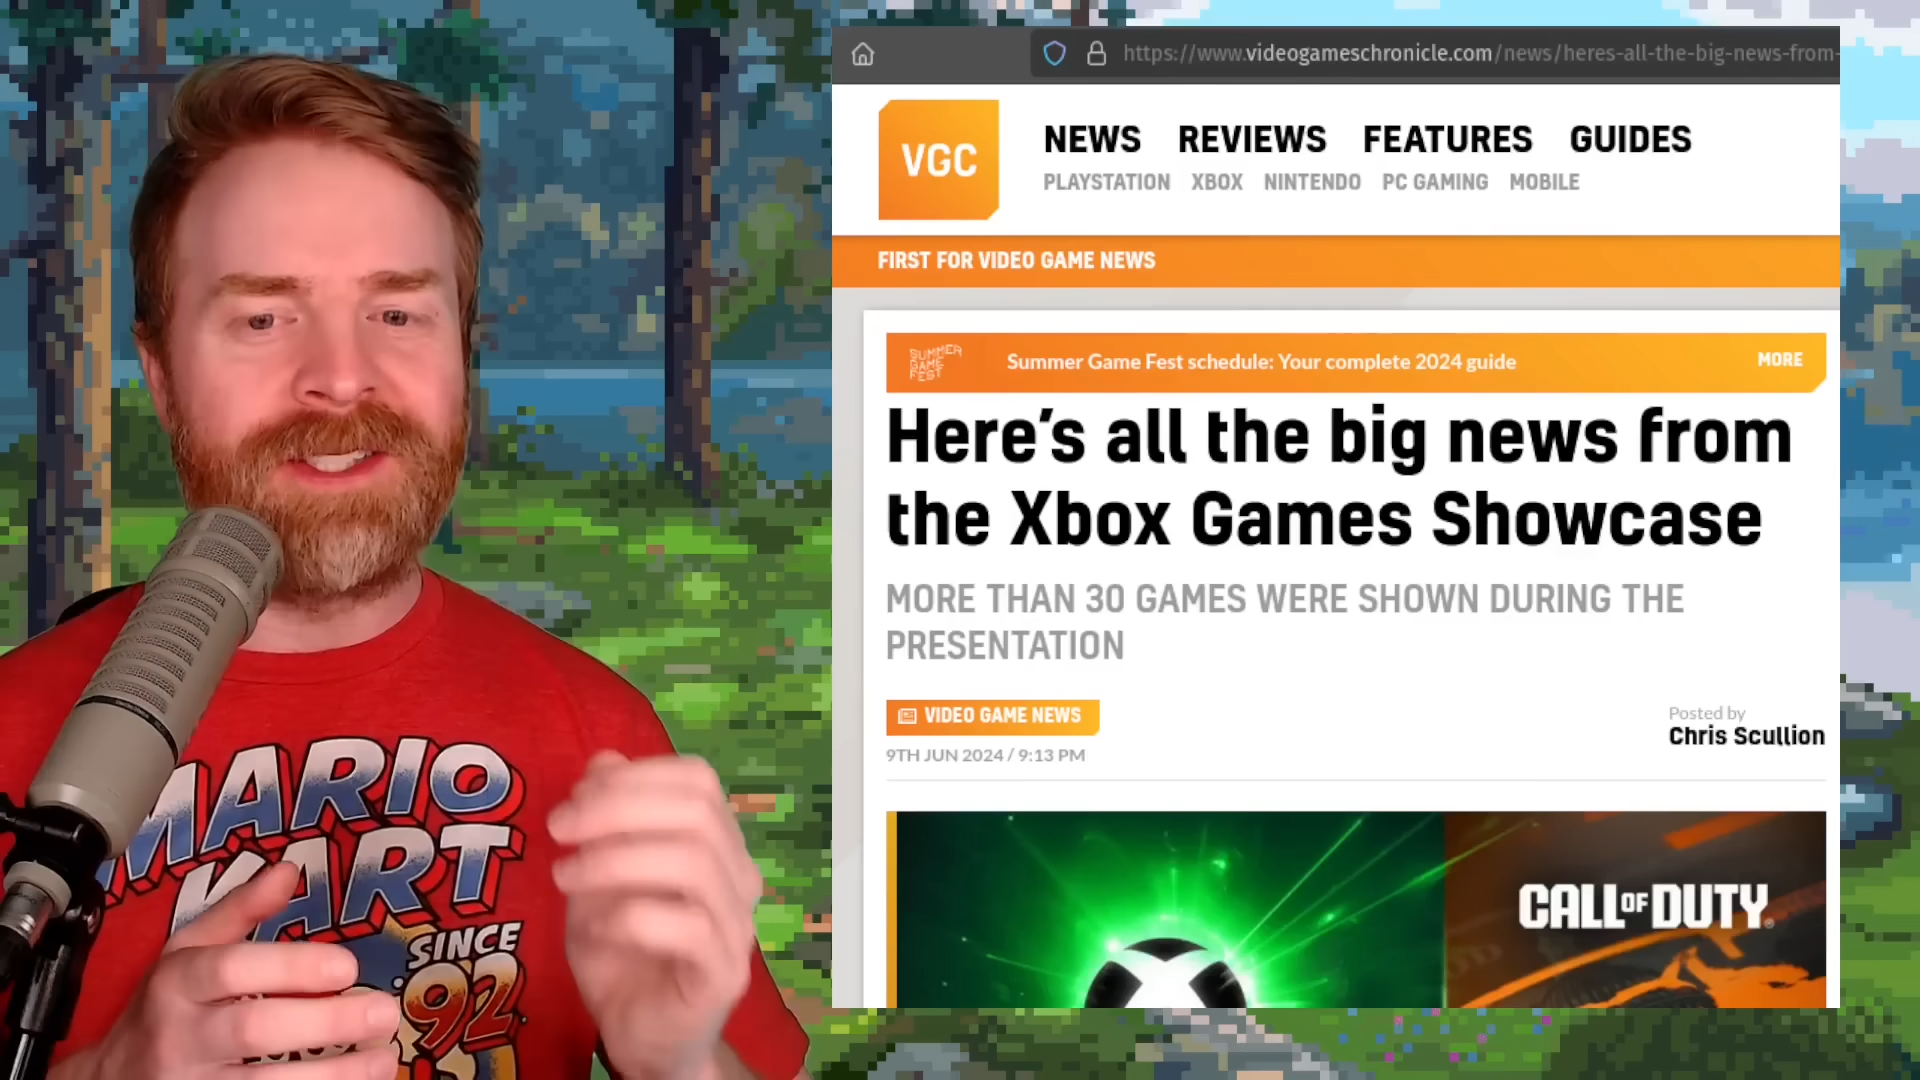 https://www.videogameschronicle.com/news/heres-all-the-big-news-from-
VGC
NEWS REVIEWS FEATURES GUIDES
PLAYSTATION XBOX NINTENDO PC GAMING MOBILE
FIRST FOR VIDEO GAME NEWS
SUMMER
GAME
FEST
Summer Game Fest schedule: Your complete 2024 guide
MORE
Here's all the big news from
the Xbox Games Showcase
MORE THAN 30 GAMES WERE SHOWN DURING THE
PRESENTATION
VIDEO GAME NEWS
9TH JUN 2024 / 9:13 PM
Posted by
Chris Scullion
CALL OF DUTY
MARIO
KART
SINCE
'92